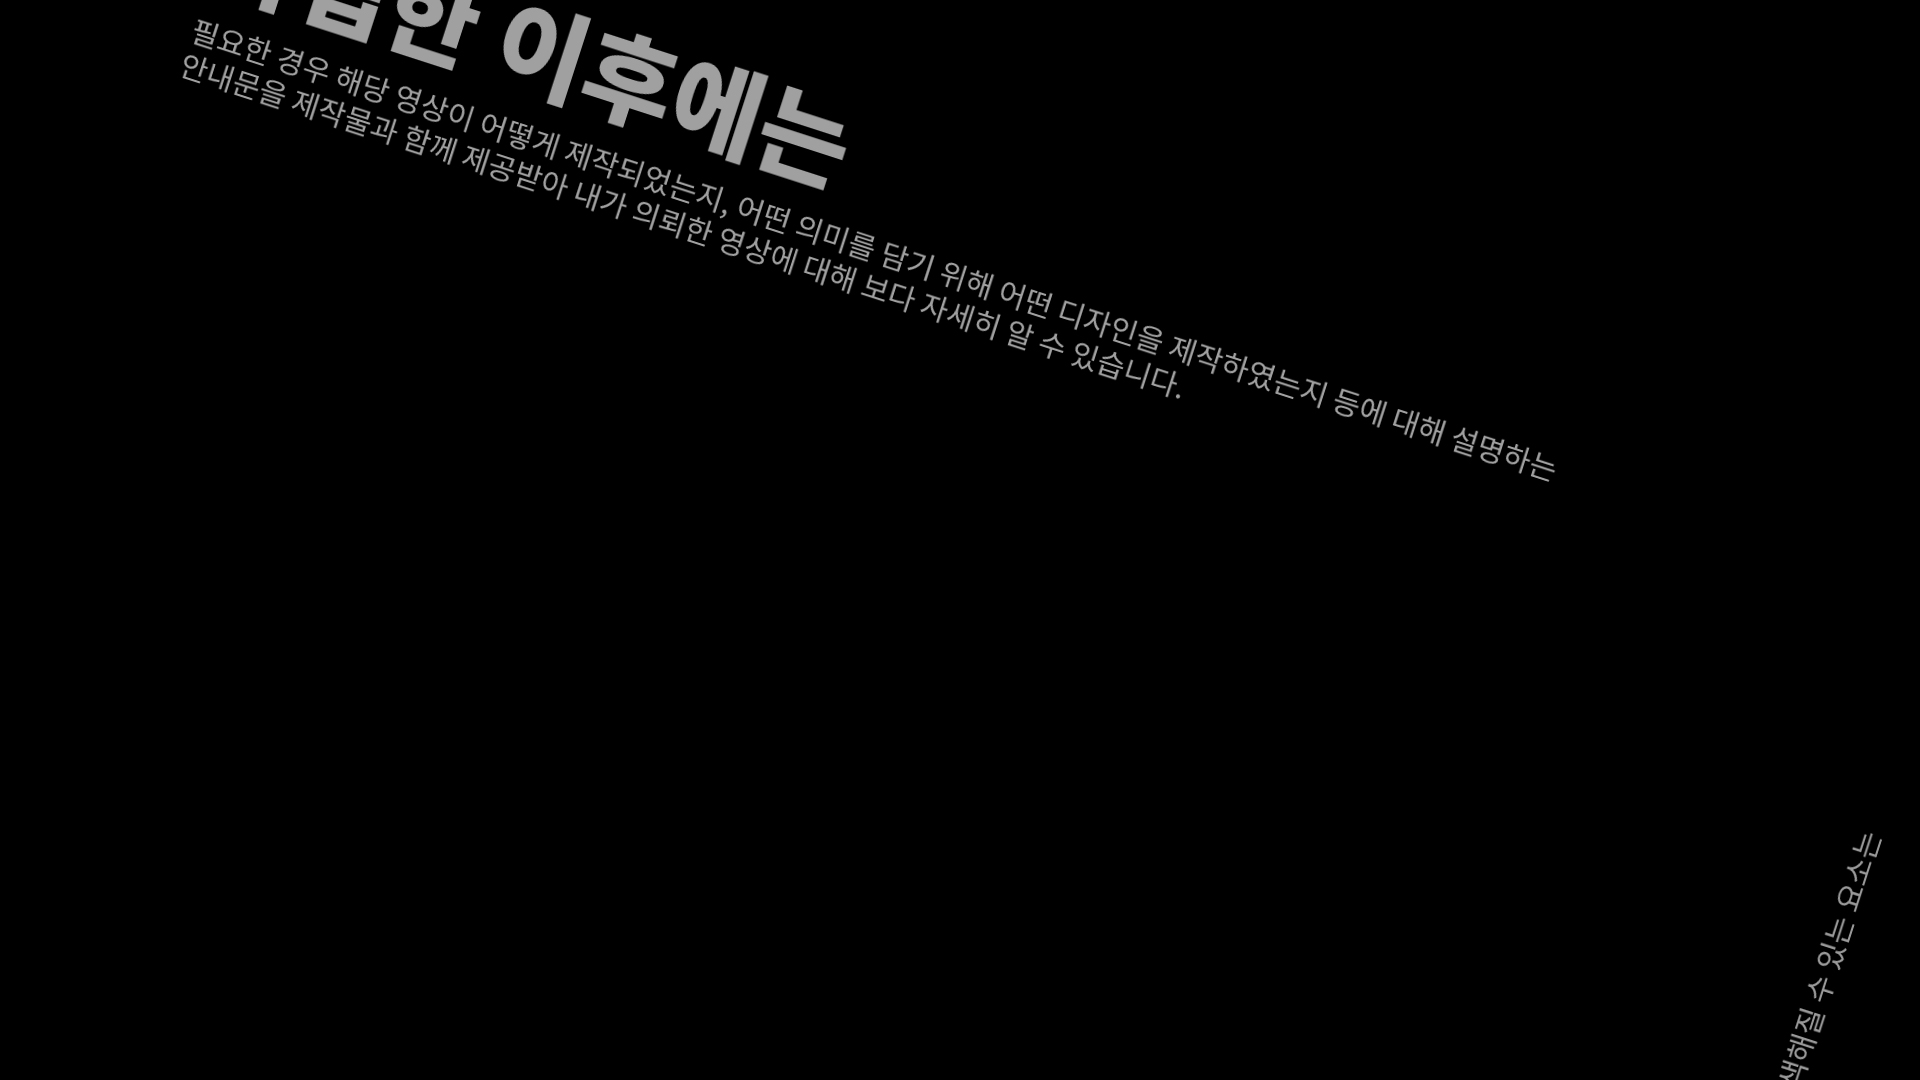 이후에는
필요한 경우 해당 영상이 어떻게 제작되었는지, 어떤 의미를 담기 위해 어떤 디자인을 제작하였는지 등에 대해 설명하는
안내문을 제작물과 함께 제공받아 내가 의뢰한 영상에 대해 보다 자세히 알 수 있습니다.
수 있는 요소는